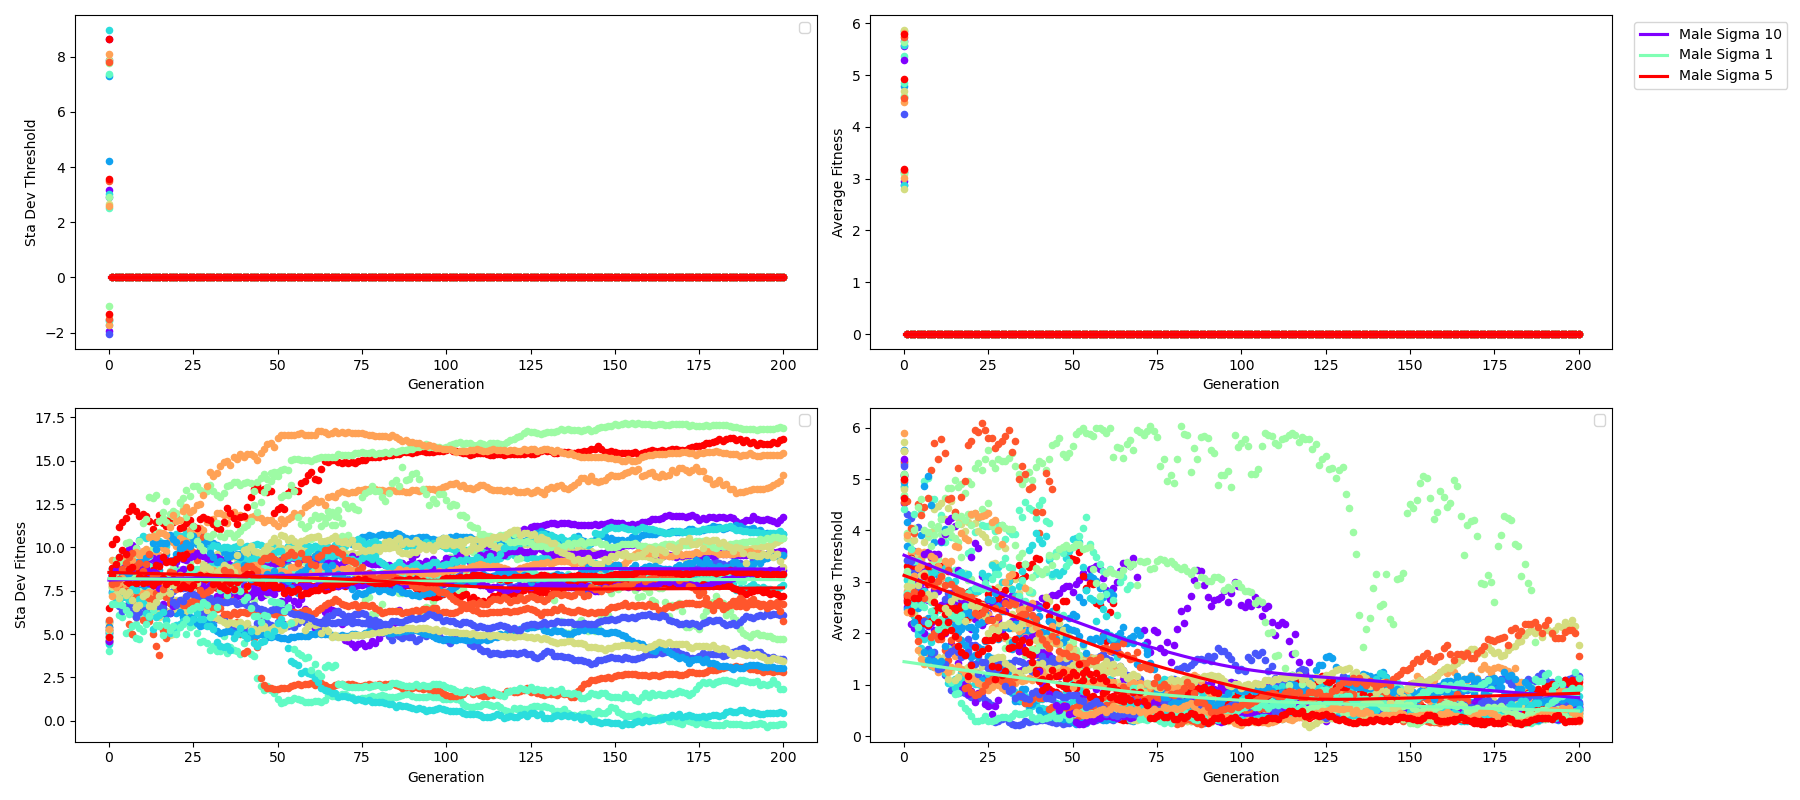 Sta Dev Threshold
8
6
4
2
0
−2
0 25 50 75 100 125 150 175 200
Generation
Average Fitness
6
5
4
3
2
1
0
0 25 50 75 100 125 150 175 200
Generation
Male Sigma 10
Male Sigma 1
Male Sigma 5
Sta Dev Fitness
17.5
15.0
12.5
10.0
7.5
5.0
2.5
0.0
0 25 50 75 100 125 150 175 200
Generation
Average Threshold
6
5
4
3
2
1
0
0 25 50 75 100 125 150 175 200
Generation